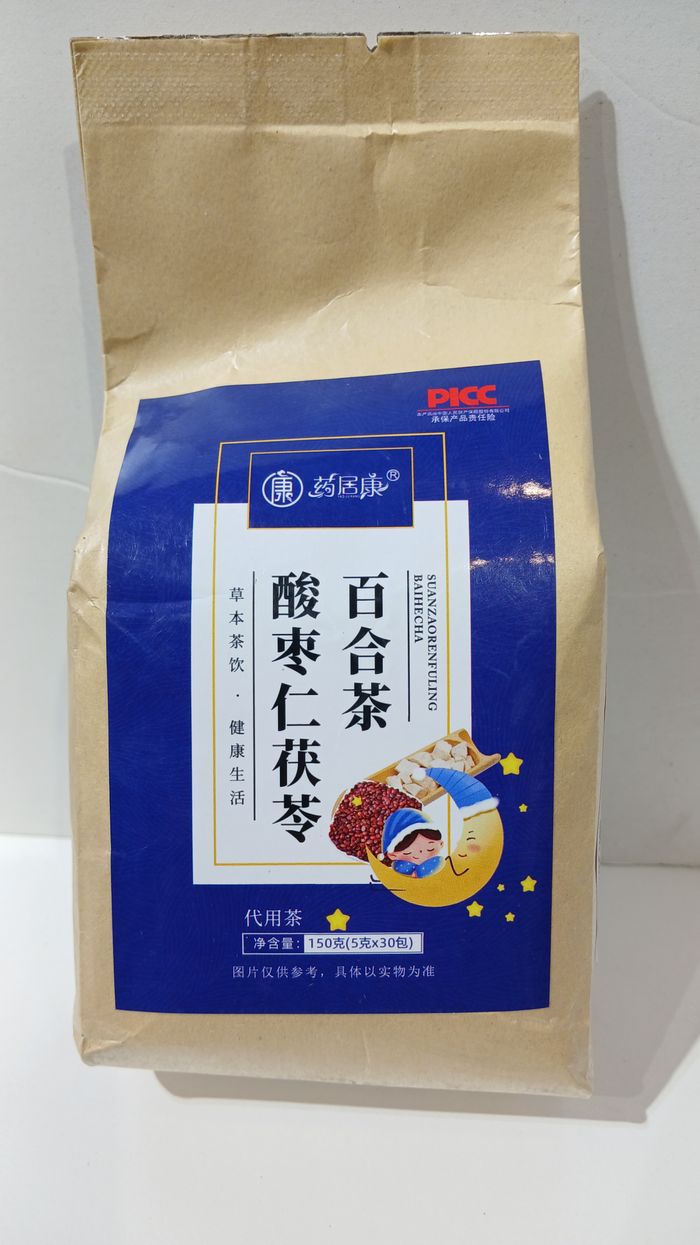 PICC
承保产品责任险
康 药居康®
SUANZAORENFULING
BAIHECHA
酸枣仁茯苓
百合茶
草本茶饮 · 健康生活
代用茶
净含量: 150克(5克x30包)
图片仅供参考，具体以实物为准